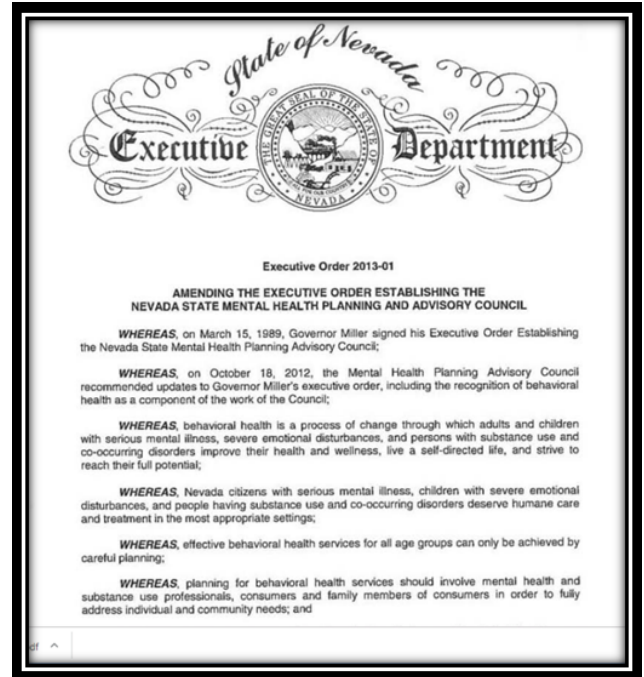 State of Nevada
Executive Department
THE GREAT SEAL OF THE STATE OF NEVADA
ALL FOR OUR COUNTRY
Executive Order 2013-01
AMENDING THE EXECUTIVE ORDER ESTABLISHING THE
NEVADA STATE MENTAL HEALTH PLANNING AND ADVISORY COUNCIL
WHEREAS, on March 15, 1989, Governor Miller signed his Executive Order Establishing
the Nevada State Mental Health Planning Advisory Council;
WHEREAS, on October 18, 2012, the Mental Health Planning Advisory Council
recommended updates to Governor Miller's executive order, including the recognition of behavioral
health as a component of the work of the Council;
WHEREAS, behavioral health is a process of change through which adults and children
with serious mental illness, severe emotional disturbances, and persons with substance use and
co-occurring disorders improve their health and wellness, live a self-directed life, and strive to
reach their full potential;
WHEREAS, Nevada citizens with serious mental illness, children with severe emotional
disturbances, and people having substance use and co-occurring disorders deserve humane care
and treatment in the most appropriate settings;
WHEREAS, effective behavioral health services for all age groups can only be achieved by
careful planning;
WHEREAS, planning for behavioral health services should involve mental health and
substance use professionals, consumers and family members of consumers in order to fully
address individual and community needs; and
df